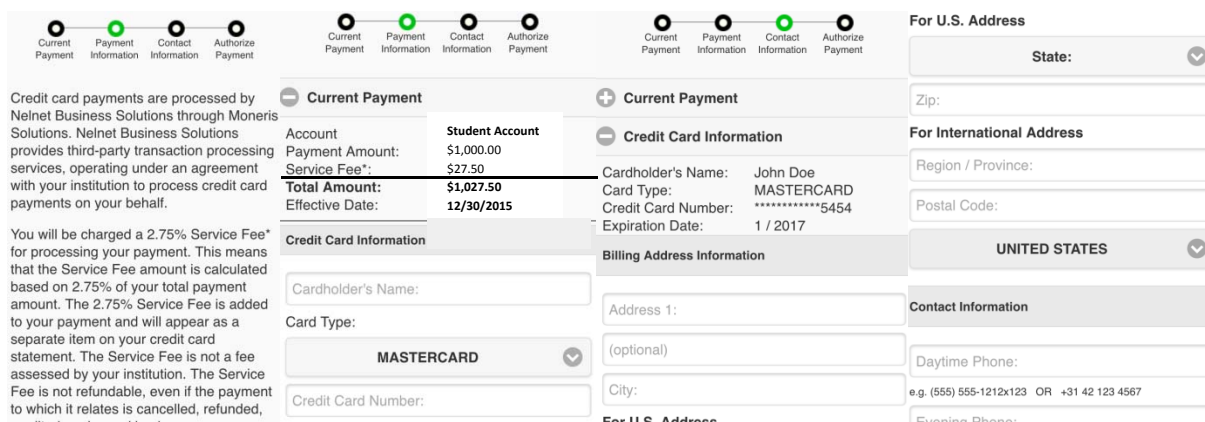 Current Payment Contact Authorize
Payment Information Information Payment
Credit card payments are processed by
Nelnet Business Solutions through Moneris
Solutions. Nelnet Business Solutions
provides third-party transaction processing
services, operating under an agreement
with your institution to process credit card
payments on your behalf.
You will be charged a 2.75% Service Fee*
for processing your payment. This means
that the Service Fee amount is calculated
based on 2.75% of your total payment
amount. The 2.75% Service Fee is added
to your payment and will appear as a
separate item on your credit card
statement. The Service Fee is not a fee
assessed by your institution. The Service
Fee is not refundable, even if the payment
to which it relates is cancelled, refunded,
Current Payment Contact Authorize
Payment Information Information Payment
Current Payment
Account Student Account
Payment Amount: $1,000.00
Service Fee*: $27.50
Total Amount: $1,027.50
Effective Date: 12/30/2015
Credit Card Information
Cardholder's Name:
Card Type:
MASTERCARD
Credit Card Number:
Current Payment Contact Authorize
Payment Information Information Payment
Current Payment
Credit Card Information
Cardholder's Name: John Doe
Card Type: MASTERCARD
Credit Card Number: ************5454
Expiration Date: 1 / 2017
Billing Address Information
Address 1:
(optional)
City:
For U.S. Address
For U.S. Address
State:
Zip:
For International Address
Region / Province:
Postal Code:
UNITED STATES
Contact Information
Daytime Phone:
e.g. (555) 555-1212x123 OR +31 42 123 4567
Evening Phone: